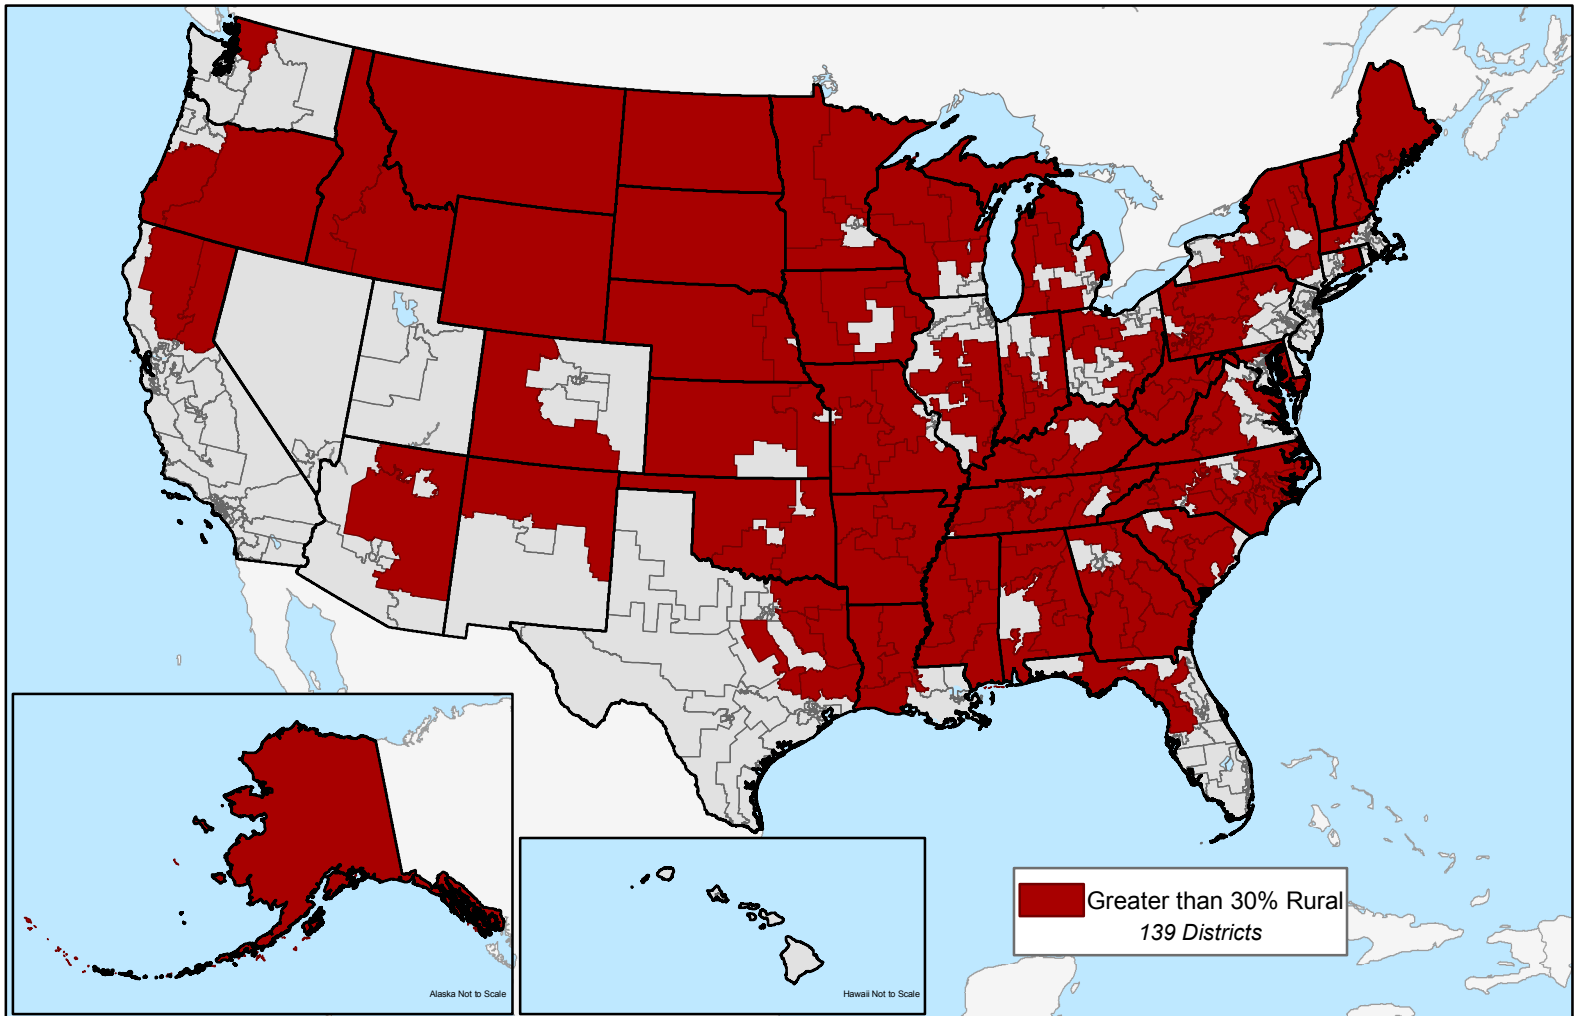 Greater than 30% Rural
139 Districts
Alaska Not to Scale
Hawaii Not to Scale